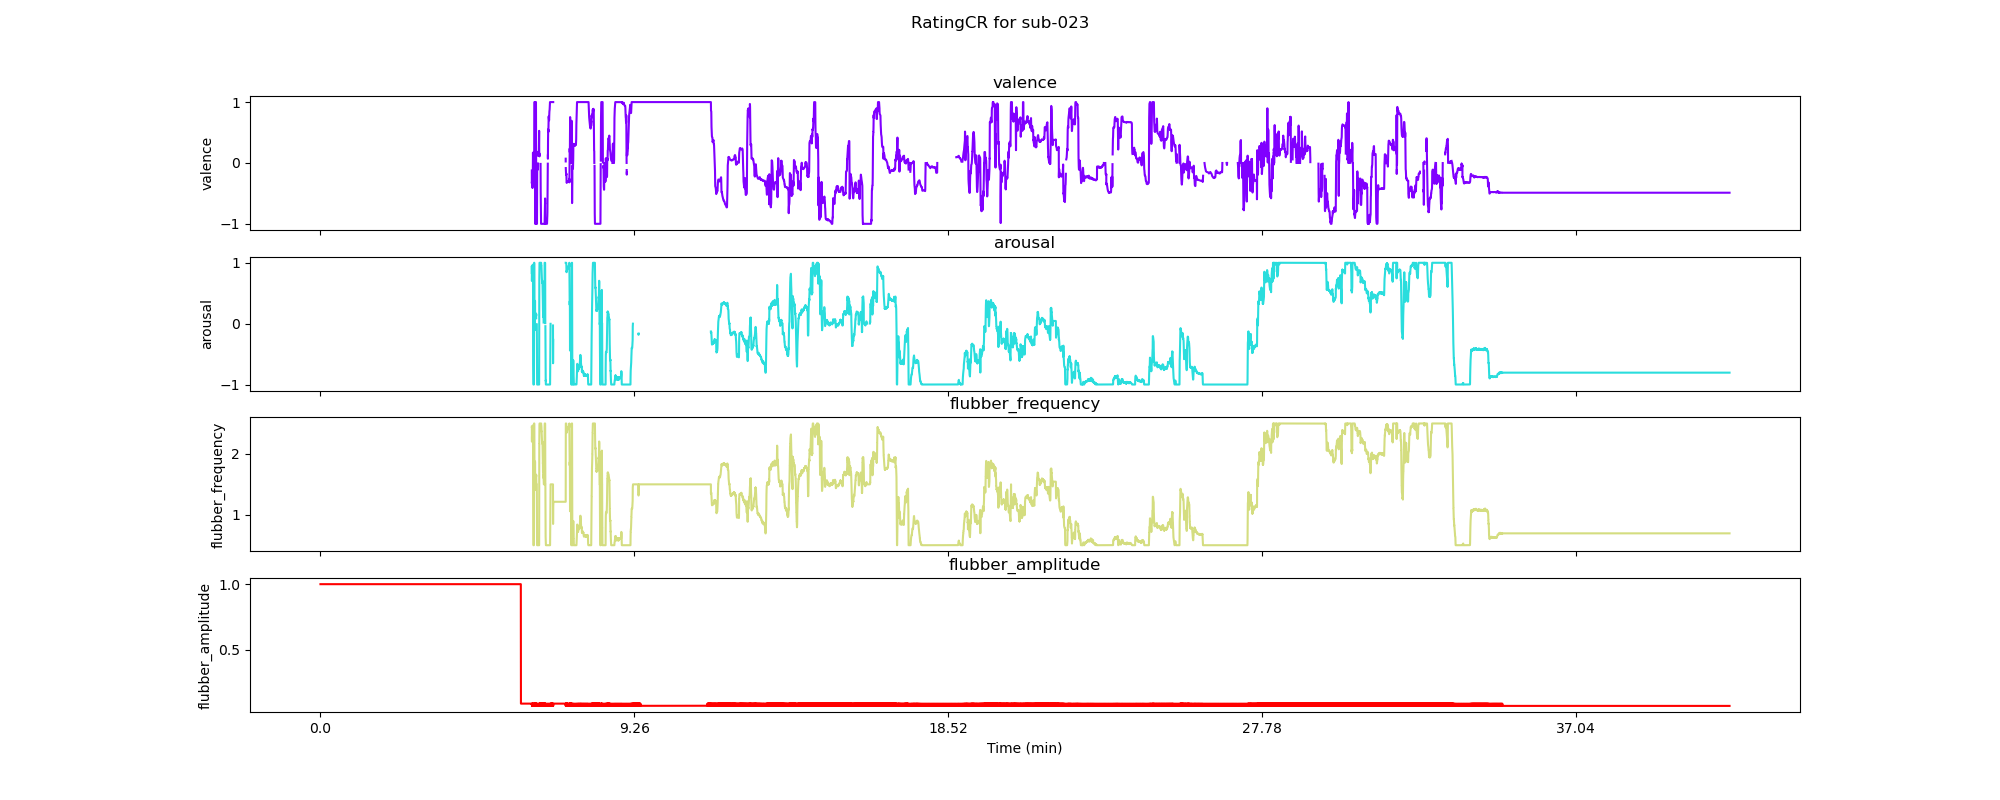 RatingCR for sub-023
valence
valence
1
0
−1
arousal
arousal
1
0
−1
flubber_frequency
flubber_frequency
2
1
flubber_amplitude
flubber_amplitude
1.0
0.5
0.0 9.26 18.52 27.78 37.04
Time (min)